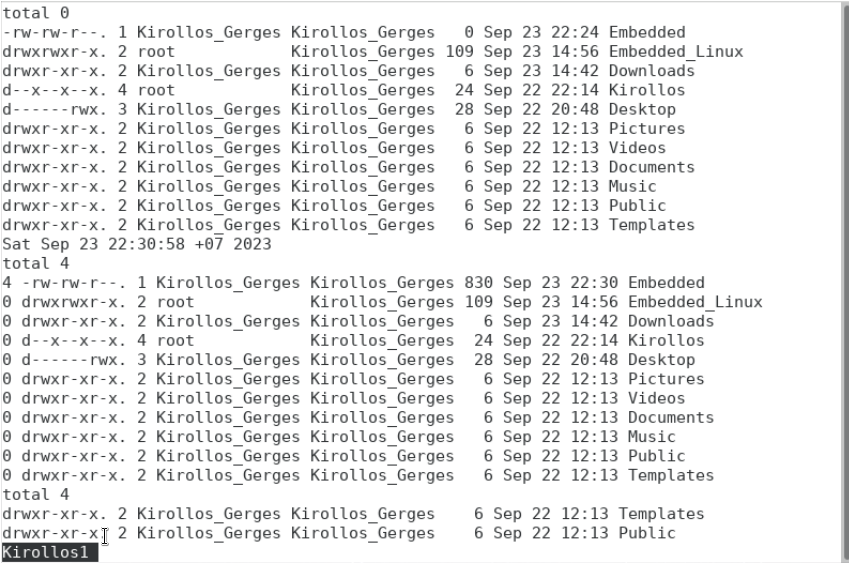 total 0
-rw-rw-r--. 1 Kirollos_Gerges Kirollos_Gerges   0 Sep 23 22:24 Embedded
drwxrwxr-x. 2 root            Kirollos_Gerges 109 Sep 23 14:56 Embedded_Linux
drwxr-xr-x. 2 Kirollos_Gerges Kirollos_Gerges   6 Sep 23 14:42 Downloads
d--x--x--x. 4 root            Kirollos_Gerges  24 Sep 22 22:14 Kirollos
d------rwx. 3 Kirollos_Gerges Kirollos_Gerges  28 Sep 22 20:48 Desktop
drwxr-xr-x. 2 Kirollos_Gerges Kirollos_Gerges   6 Sep 22 12:13 Pictures
drwxr-xr-x. 2 Kirollos_Gerges Kirollos_Gerges   6 Sep 22 12:13 Videos
drwxr-xr-x. 2 Kirollos_Gerges Kirollos_Gerges   6 Sep 22 12:13 Documents
drwxr-xr-x. 2 Kirollos_Gerges Kirollos_Gerges   6 Sep 22 12:13 Music
drwxr-xr-x. 2 Kirollos_Gerges Kirollos_Gerges   6 Sep 22 12:13 Public
drwxr-xr-x. 2 Kirollos_Gerges Kirollos_Gerges   6 Sep 22 12:13 Templates
Sat Sep 23 22:30:58 +07 2023
total 4
4 -rw-rw-r--. 1 Kirollos_Gerges Kirollos_Gerges 830 Sep 23 22:30 Embedded
0 drwxrwxr-x. 2 root            Kirollos_Gerges 109 Sep 23 14:56 Embedded_Linux
0 drwxr-xr-x. 2 Kirollos_Gerges Kirollos_Gerges   6 Sep 23 14:42 Downloads
0 d--x--x--x. 4 root            Kirollos_Gerges  24 Sep 22 22:14 Kirollos
0 d------rwx. 3 Kirollos_Gerges Kirollos_Gerges  28 Sep 22 20:48 Desktop
0 drwxr-xr-x. 2 Kirollos_Gerges Kirollos_Gerges   6 Sep 22 12:13 Pictures
0 drwxr-xr-x. 2 Kirollos_Gerges Kirollos_Gerges   6 Sep 22 12:13 Videos
0 drwxr-xr-x. 2 Kirollos_Gerges Kirollos_Gerges   6 Sep 22 12:13 Documents
0 drwxr-xr-x. 2 Kirollos_Gerges Kirollos_Gerges   6 Sep 22 12:13 Music
0 drwxr-xr-x. 2 Kirollos_Gerges Kirollos_Gerges   6 Sep 22 12:13 Public
0 drwxr-xr-x. 2 Kirollos_Gerges Kirollos_Gerges   6 Sep 22 12:13 Templates
total 4
drwxr-xr-x. 2 Kirollos_Gerges Kirollos_Gerges    6 Sep 22 12:13 Templates
drwxr-xr-x. 2 Kirollos_Gerges Kirollos_Gerges    6 Sep 22 12:13 Public
Kirollos1